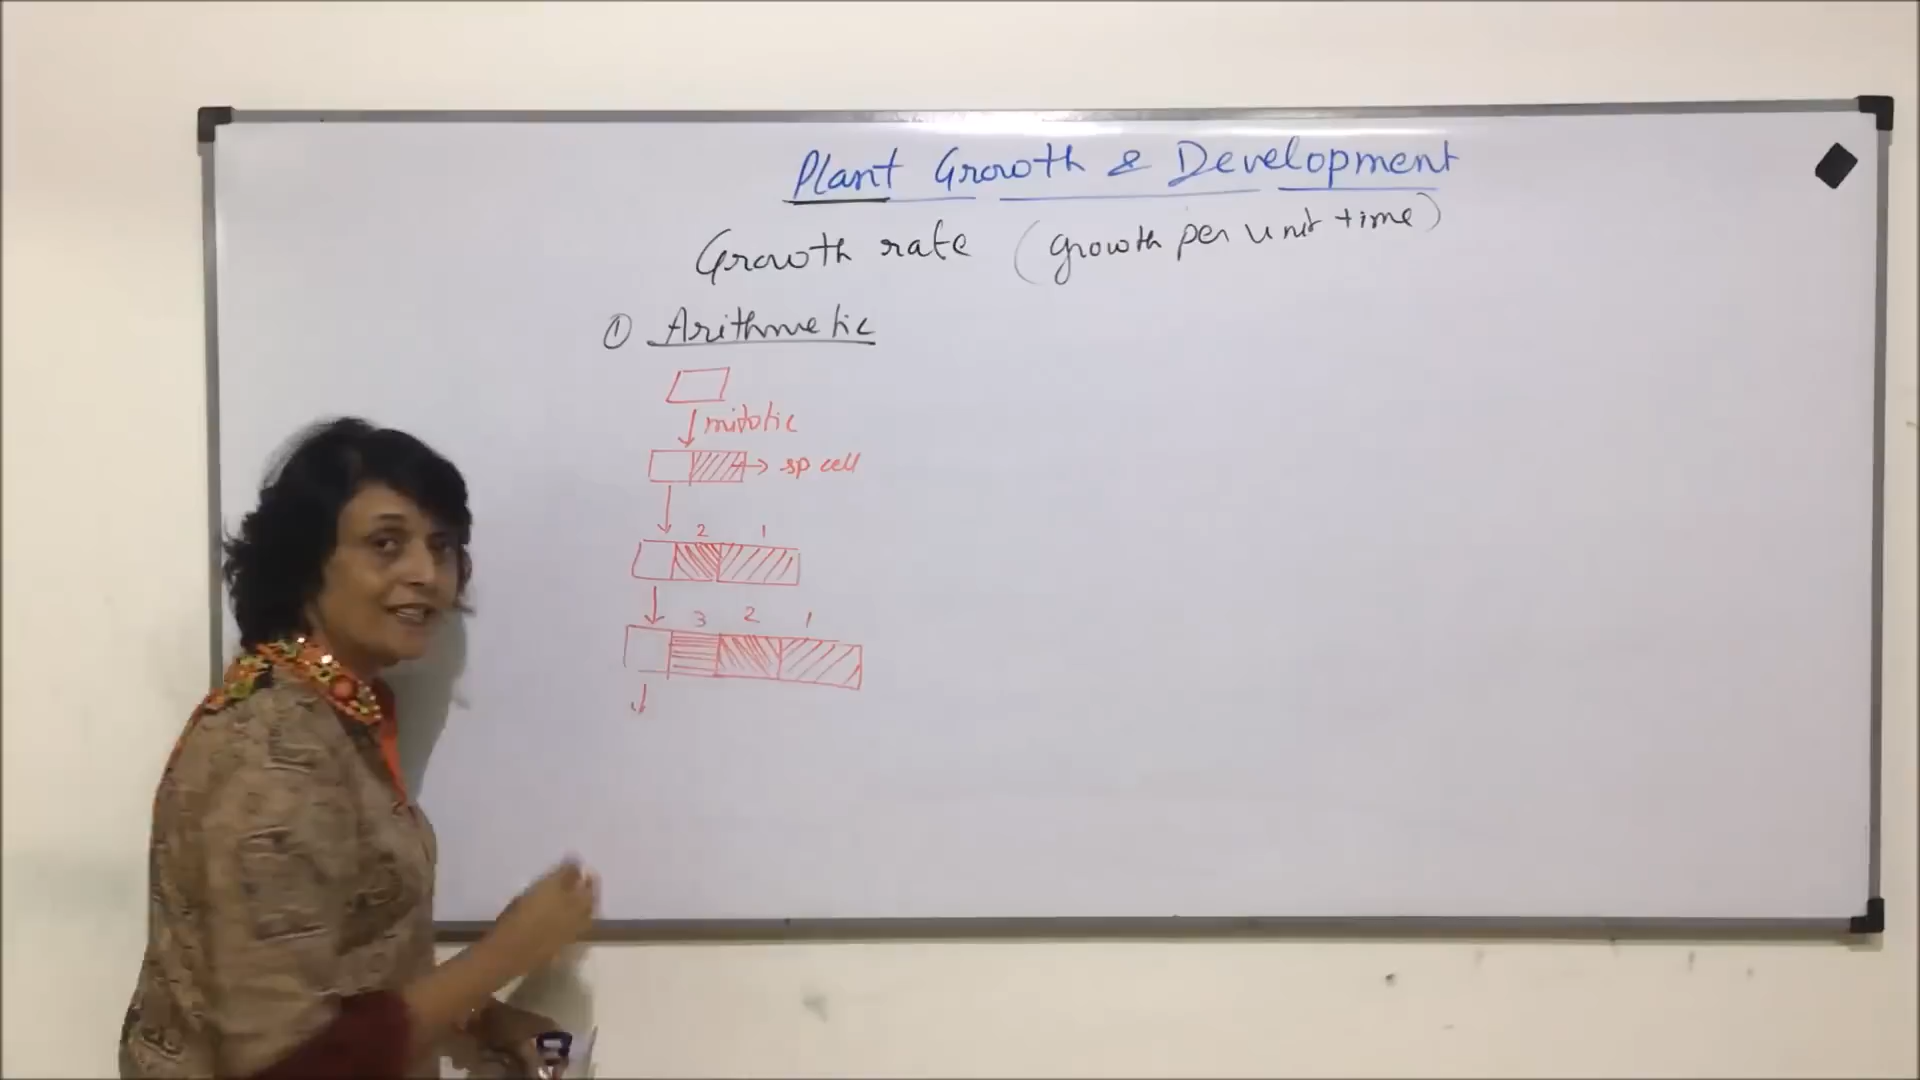 Plant Growth & Development
Growth rate (growth per unit time)
① Arithmetic
mitotic
sp cell
2 1
3 2 1